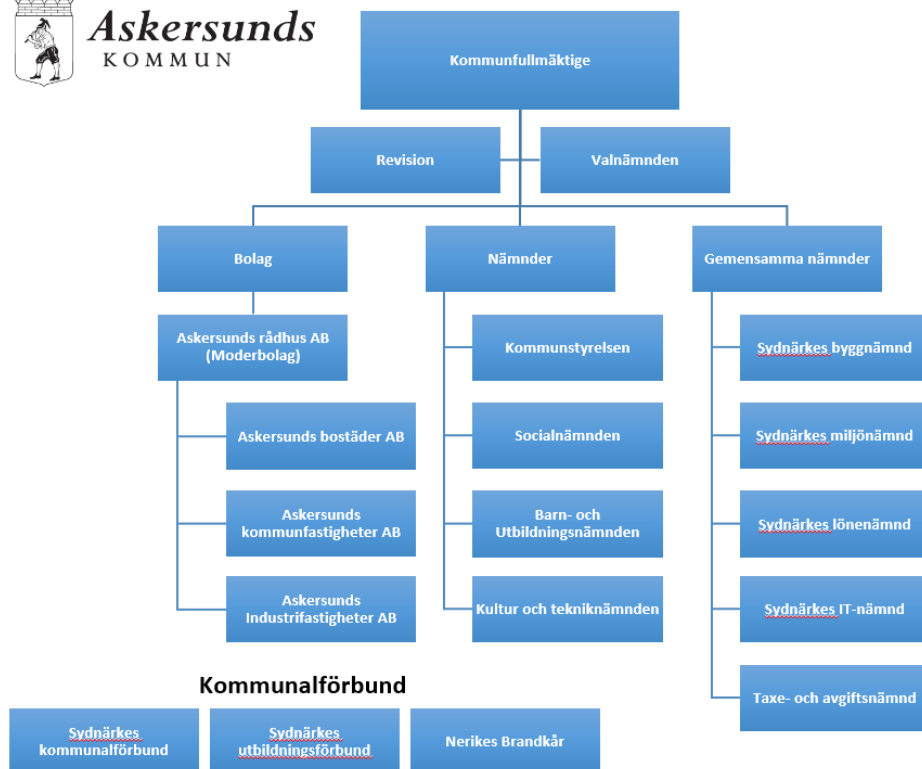 Askersunds
KOMMUN
Kommunfullmäktige
Revision
Valnämnden
Bolag
Nämnder
Gemensamma nämnder
Askersunds rådhus AB
(Moderbolag)
Kommunstyrelsen
Sydnärkes byggnämnd
Askersunds bostäder AB
Socialnämnden
Sydnärkes miljönämnd
Askersunds
kommunfastigheter AB
Barn- och
Utbildningsnämnden
Sydnärkes lönenämnd
Askersunds
Industrifastigheter AB
Kultur och tekniknämnden
Sydnärkes IT-nämnd
Taxe- och avgiftsnämnd
Kommunalförbund
Sydnärkes
kommunalförbund
Sydnärkes
utbildningsförbund
Nerikes Brandkår